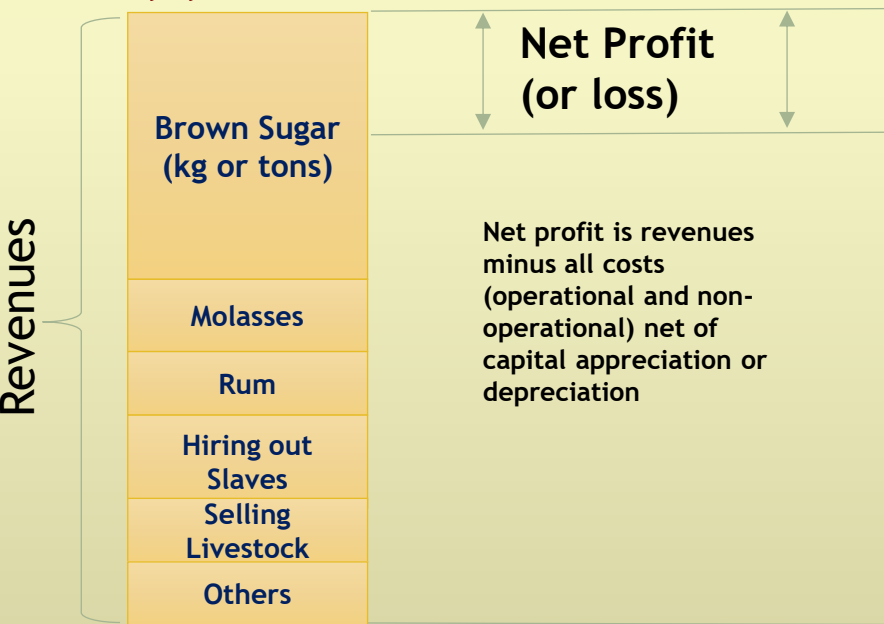 Revenues
Brown Sugar
(kg or tons)
Molasses
Rum
Hiring out
Slaves
Selling
Livestock
Others
Net Profit
(or loss)
Net profit is revenues
minus all costs
(operational and non-
operational) net of
capital appreciation or
depreciation